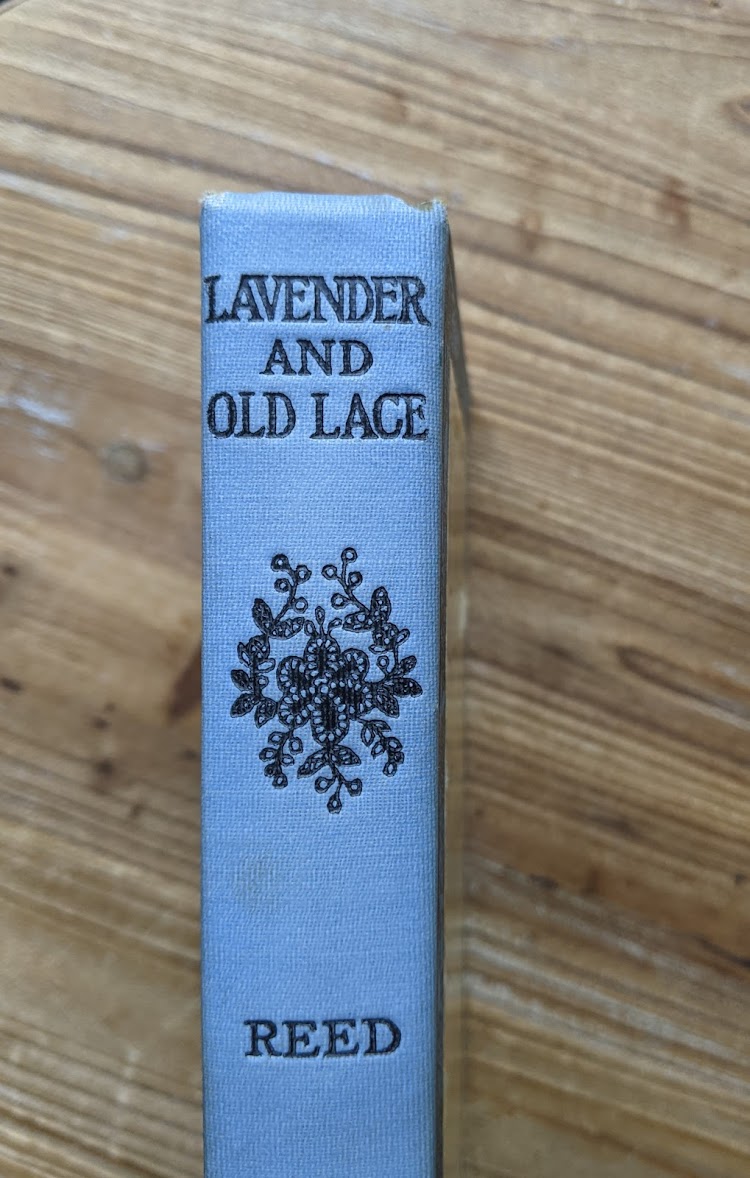 LAVENDER
AND
OLD LACE
REED